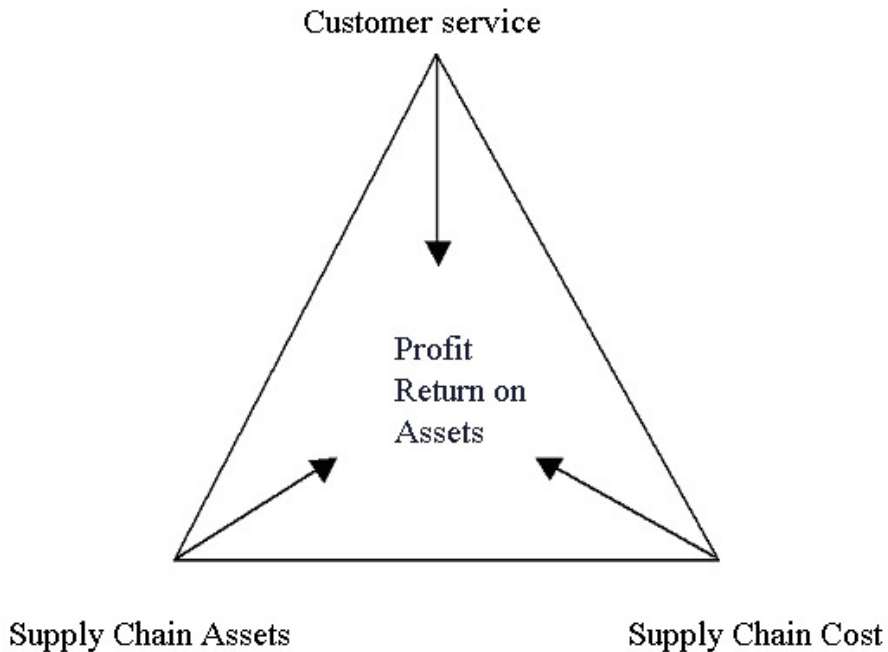 Customer service
Profit
Return on
Assets
Supply Chain Assets
Supply Chain Cost